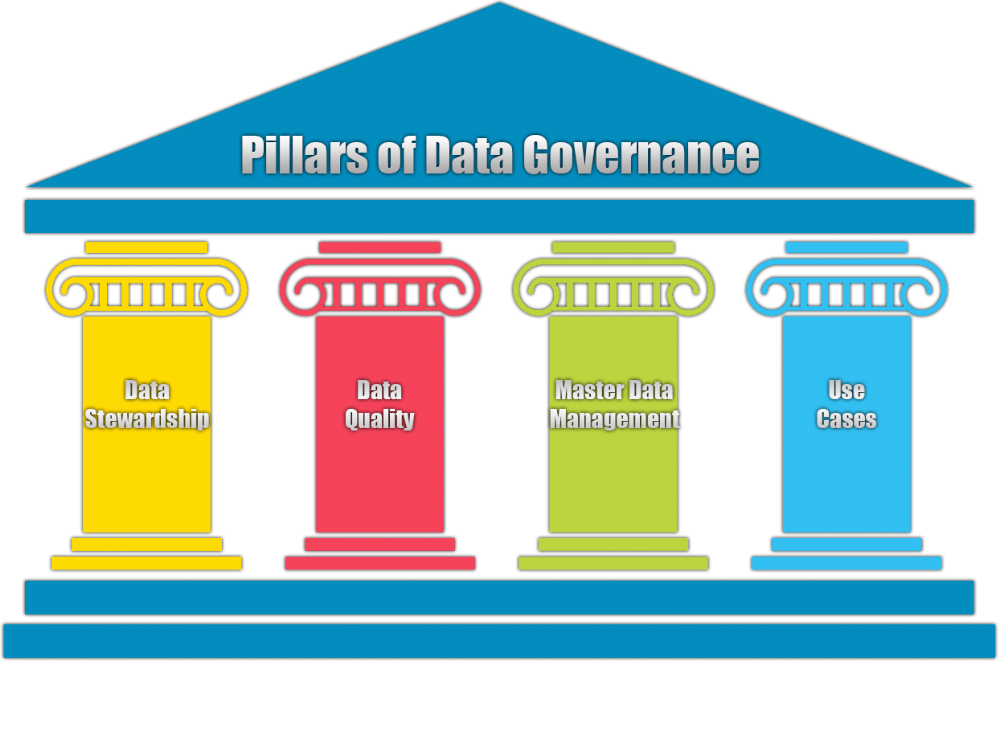 Pillars of Data Governance
Data
Stewardship
Data
Quality
Master Data
Management
Use
Cases